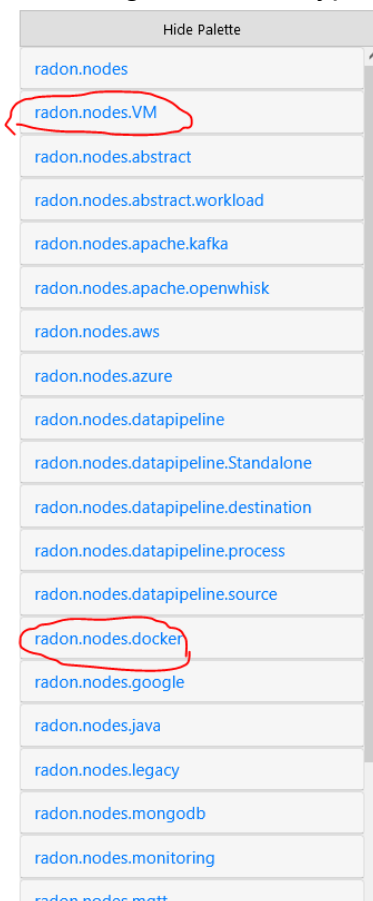 Hide Palette
radon.nodes
radon.nodes.VM
radon.nodes.abstract
radon.nodes.abstract.workload
radon.nodes.apache.kafka
radon.nodes.apache.openwhisk
radon.nodes.aws
radon.nodes.azure
radon.nodes.datapipeline
radon.nodes.datapipeline.Standalone
radon.nodes.datapipeline.destination
radon.nodes.datapipeline.process
radon.nodes.datapipeline.source
radon.nodes.docker
radon.nodes.google
radon.nodes.java
radon.nodes.legacy
radon.nodes.mongodb
radon.nodes.monitoring
radon.nodes.mqtt